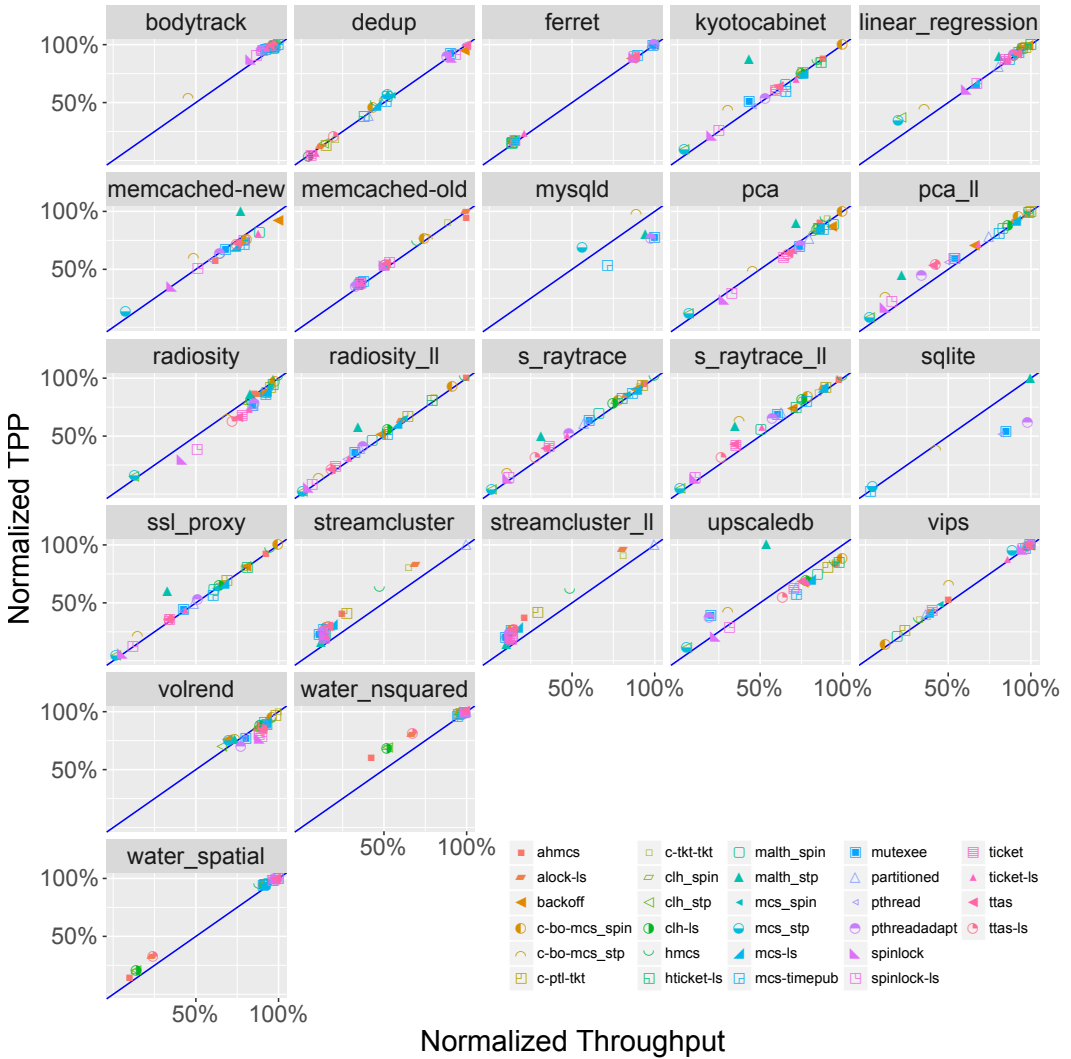 bodytrack dedup ferret kyotocabinet linear_regression
100%
50%
memcached-new memcached-old mysqld pca pca_ll
100%
50%
radiosity radiosity_ll s_raytrace s_raytrace_ll sqlite
100%
50%
ssl_proxy streamcluster streamcluster_ll upscaledb vips
100%
50%
50% 100% 50% 100% 50% 100%
volrend water_nsquared
100%
50%
50% 100%
water_spatial
100%
50%
50% 100%
Normalized TPP
Normalized Throughput
ahmcs c-tkt-tkt malth_spin mutexee ticket
alock-ls clh_spin malth_stp partitioned ticket-ls
backoff clh_stp mcs_spin pthread ttas
c-bo-mcs_spin clh-ls mcs_stp pthreadadapt ttas-ls
c-bo-mcs_stp hmcs mcs-ls spinlock
c-ptl-tkt hticket-ls mcs-timepub spinlock-ls